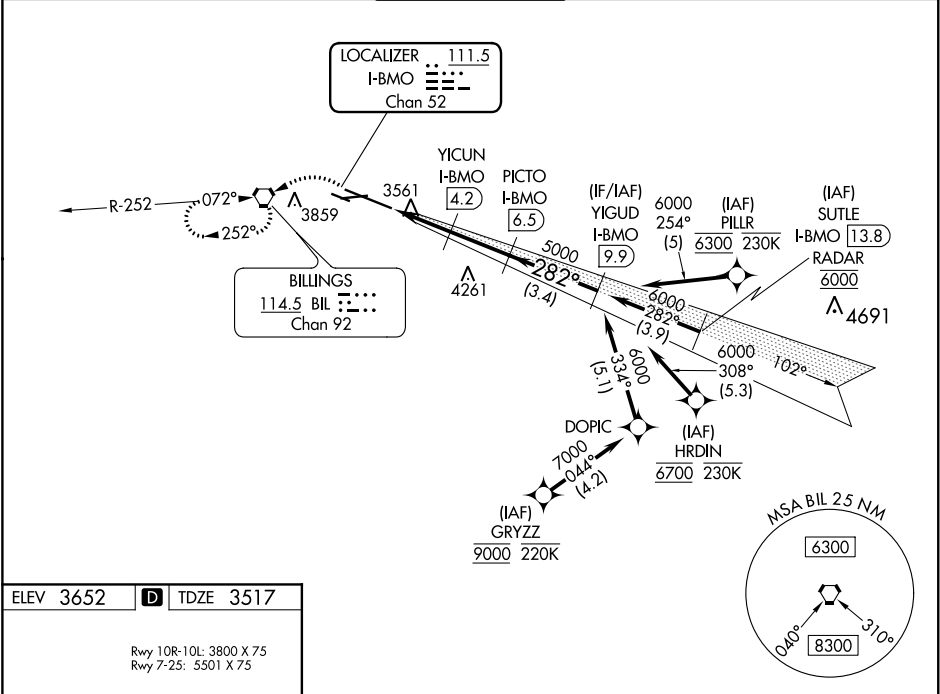 LOCALIZER 111.5
I-BMO
Chan 52
YICUN
I-BMO
4.2
PICTO
I-BMO
6.5
(IF/IAF)
YIGUD
I-BMO
9.9
6000
254°
(5)
(IAF)
PILLR
6300 230K
(IAF)
SUTLE
I-BMO 13.8
RADAR
6000
R-252
072°
252°
3859
3561
4261
4691
5000
282°
(3.4)
6000
282°
(3.9)
6000
308°
(5.3)
102°
BILLINGS
114.5 BIL
Chan 92
6000
334°
(5.1)
DOPIC
(IAF)
HRDIN
6700 230K
7000
044°
(4.2)
(IAF)
GRYZZ
9000 220K
MSA BIL 25 NM
6300
040°
310°
8300
ELEV 3652 D TDZE 3517
Rwy 10R-10L: 3800 X 75
Rwy 7-25: 5501 X 75